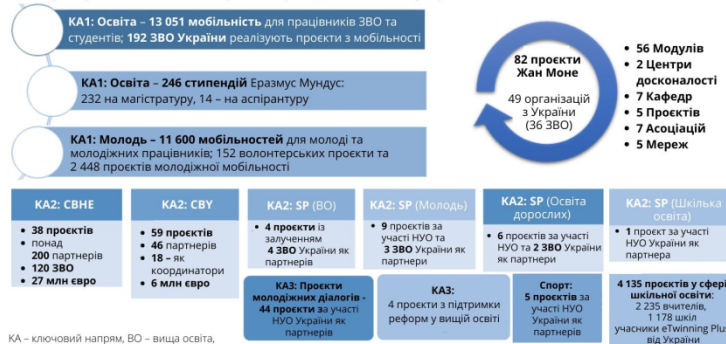 КА1: Освіта – 13 051 мобільність для працівників ЗВО та
студентів; 192 ЗВО України реалізують проєкти з мобільності
КА1: Освіта – 246 стипендій Еразмус Мундус:
232 на магістратуру, 14 – на аспірантуру
КА1: Молодь – 11 600 мобільностей для молоді та
молодіжних працівників; 152 волонтерських проєкти та
2 448 проєктів молодіжної мобільності
82 проєкти
Жан Моне
49 організацій
з України
(36 ЗВО)
• 56 Модулів
• 2 Центри
досконалості
• 7 Кафедр
• 5 Проєктів
• 7 Асоціацій
• 5 Мереж
КА2: CBHE
• 38 проєктів
• понад
200 партнерів
• 120 ЗВО
• 27 млн євро
КА2: CBY
• 59 проєктів
• 46 партнерів
• 18 – як
координатори
• 6 млн євро
КА2: SP (ВО)
• 4 проєкти із
залученням
4 ЗВО України як
партнерів
КА2: SP (Молодь)
• 9 проєктів за
участі НУО та
3 ЗВО України як
партнери
КА2: SP (Освіта
дорослих)
• 6 проєктів за участі
НУО та 2 ЗВО України
як партнери
КА2: SP (Шкільна
освіта)
• 1 проєкт за участі
НУО України як
партнера
КА3: Проєкти
молодіжних діалогів -
44 проєкти за участі
НУО України як
партнерів
КА3:
4 проєкти з підтримки
реформ у вищій освіті
Спорт:
5 проєктів за
участі НУО
України як
партнерів
4 135 проєктів у сфері
шкільної освіти:
2 235 вчителів,
1 178 шкіл
учасники eTwinning Plus
від України
КА – ключовий напрям, ВО – вища освіта,